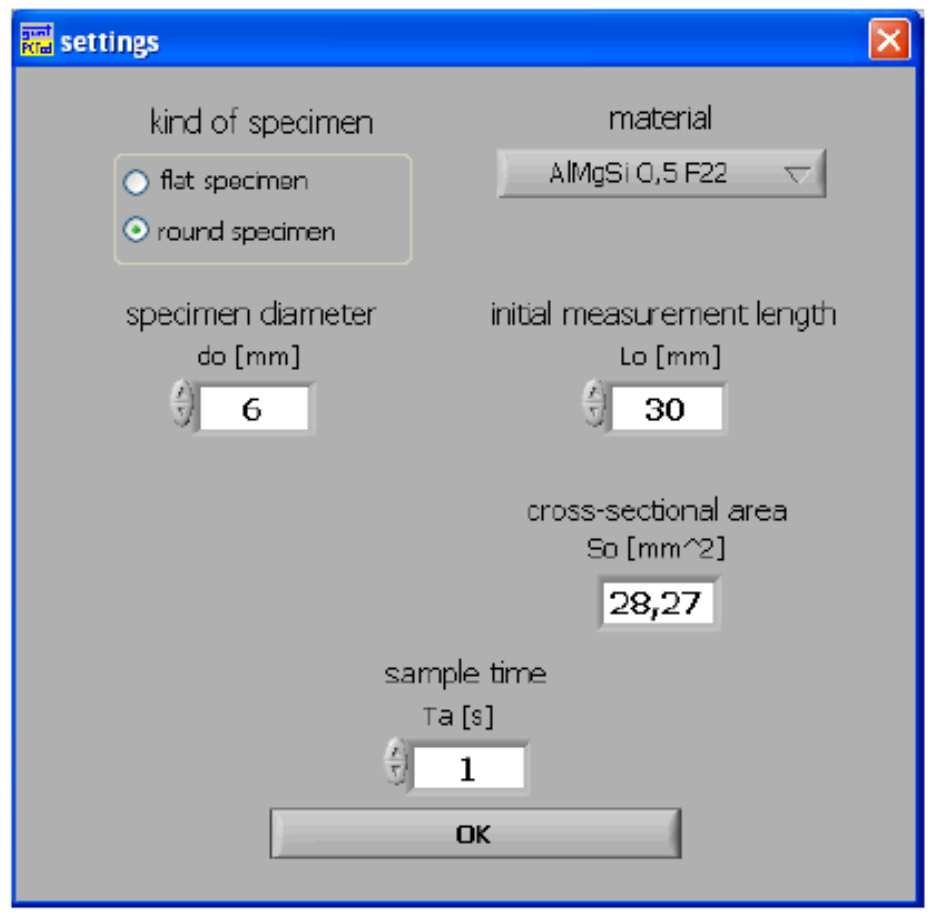 gunt
settings
kind of specimen
material
flat specimen
AlMgSi 0,5 F22
round specimen
specimen diameter
initial measurement length
do [mm]
Lo [mm]
6
30
cross-sectional area
So [mm^2]
28,27
sample time
Ta [s]
1
OK